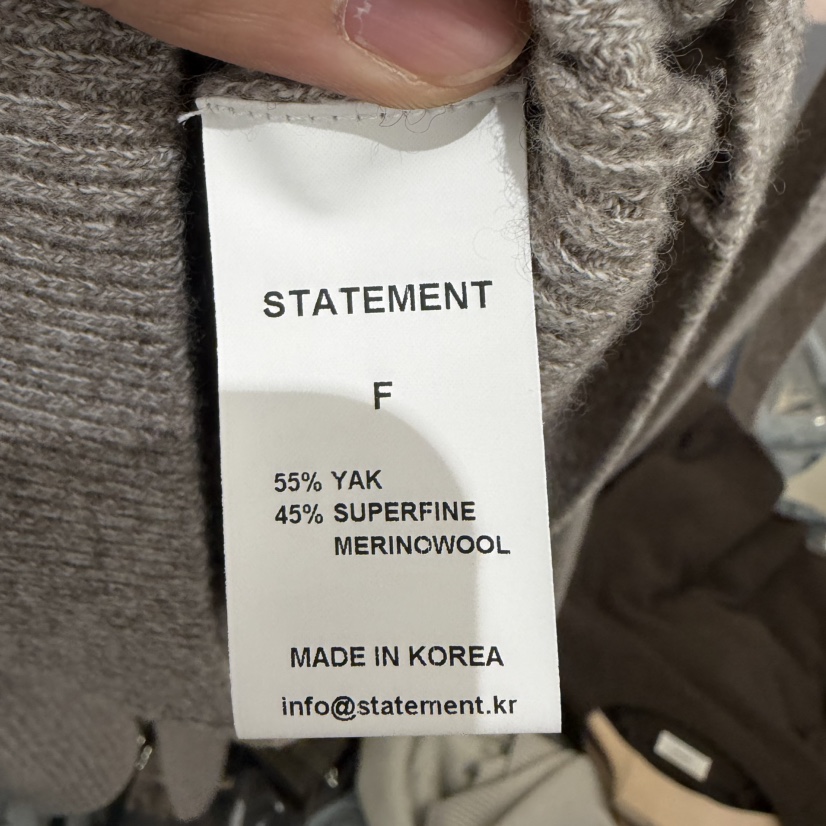 STATEMENT
F
55% YAK
45% SUPERFINE
MERINOWOOL
MADE IN KOREA
info@statement.kr